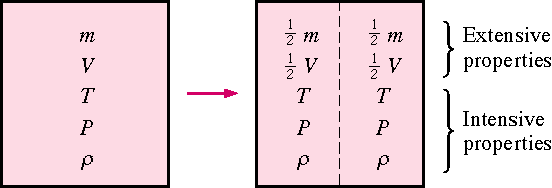 m
V
T
P
ρ
½ m ½ m
½ V ½ V
T T
P P
ρ ρ
Extensive
properties
Intensive
properties